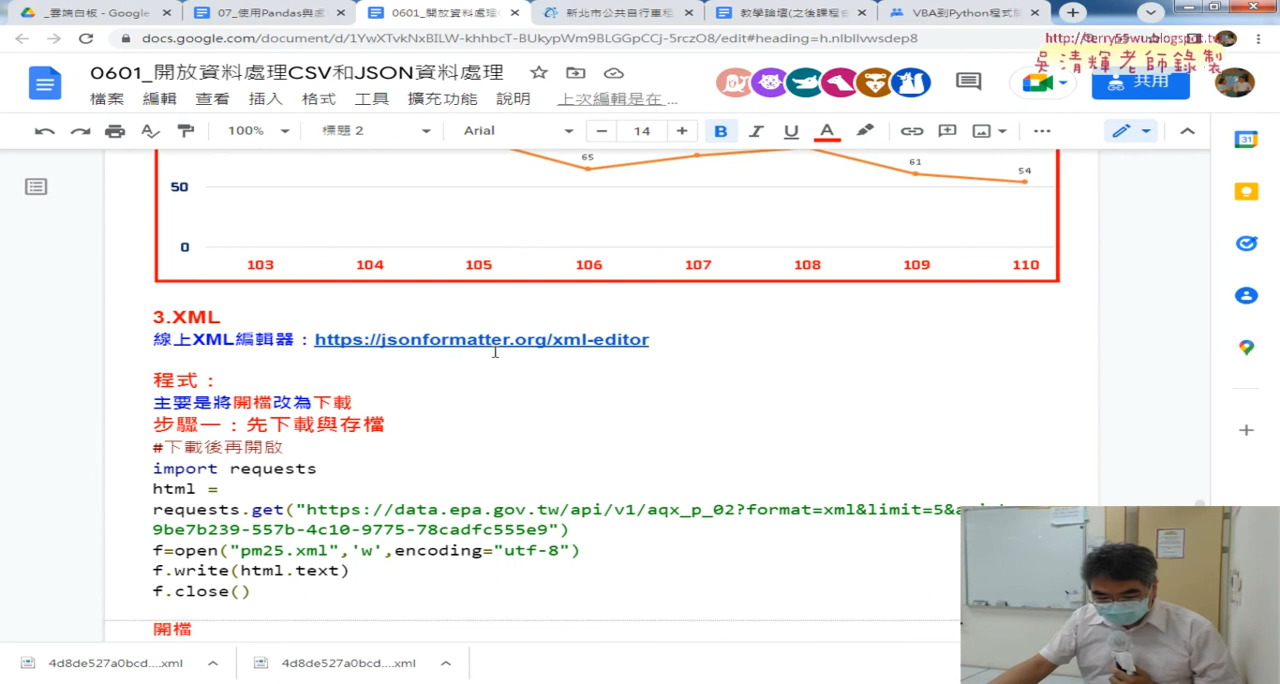 _雲端白板 - Google
07_使用Pandas與處
0601_開放資料處理C
新北市公共自行車租
教學論壇(之後課程會
VBA到Python程式開
docs.google.com/document/d/1YwXTvkNxBILW-khhbcT-BUkypWm9BLGGpCCj-5rczO8/edit#heading=h.nlbllvwsdep8
http://terry55wu.blogspot.tw
吳清輝老師錄製
0601_開放資料處理CSV和JSON資料處理
共用
檔案 編輯 查看 插入 格式 工具 擴充功能 說明 上次編輯是在 ...
100% 標題 2 Arial 14
50
65
61
54
0
103 104 105 106 107 108 109 110
3.XML
線上XML編輯器：https://jsonformatter.org/xml-editor
程式：
主要是將開檔改為下載
步驟一：先下載與存檔
#下載後再開啟
import requests
html =
requests.get("https://data.epa.gov.tw/api/v1/aqx_p_02?format=xml&limit=5&
9be7b239-557b-4c10-9775-78cadfc555e9")
f=open("pm25.xml",'w',encoding="utf-8")
f.write(html.text)
f.close()
開檔
4d8de527a0bcd....xml
4d8de527a0bcd....xml